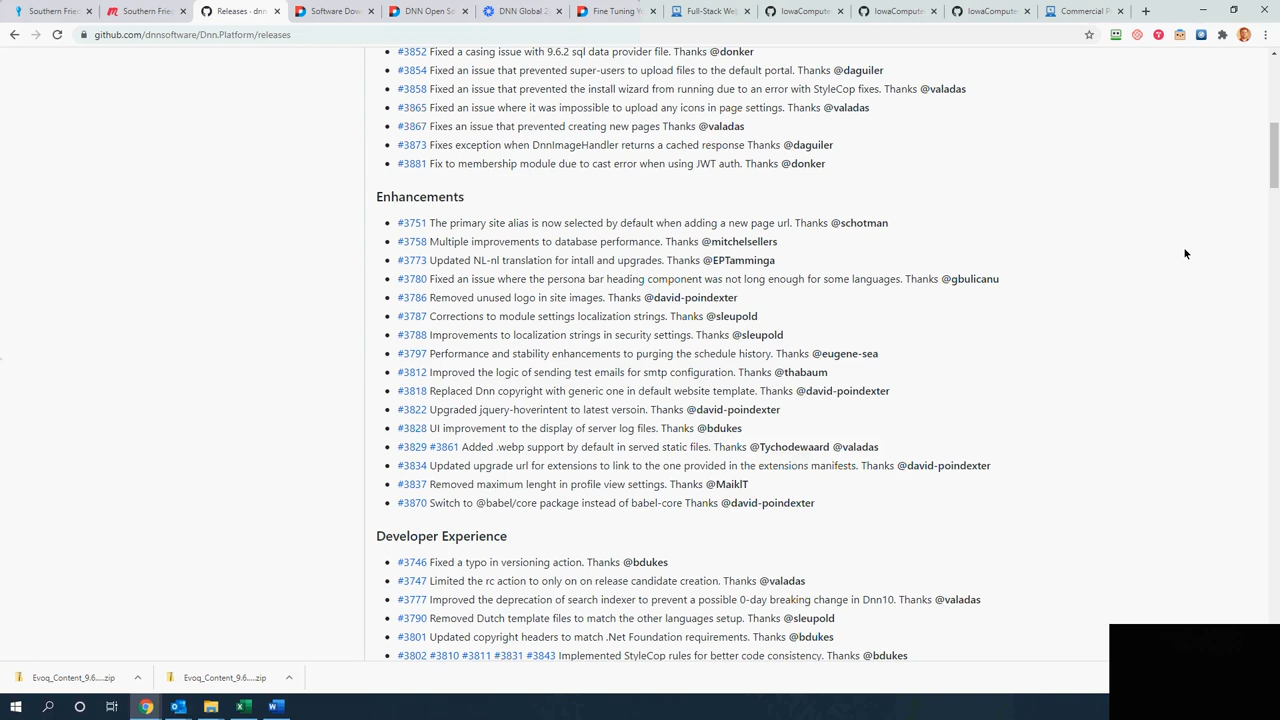 Southern Frie
Southern Frie
Releases · dnn
Software Dow
DNN Open So
DNN Global 2
Fine Tuning Y
Full-Stack Web
IowaCompute
IowaCompute
IowaCompute
Commercial P
github.com/dnnsoftware/Dnn.Platform/releases
#3852 Fixed a casing issue with 9.6.2 sql data provider file. Thanks @donker
#3854 Fixed an issue that prevented super-users to upload files to the default portal. Thanks @daguiler
#3858 Fixed an issue that prevented the install wizard from running due to an error with StyleCop fixes. Thanks @valadas
#3865 Fixed an issue where it was impossible to upload any icons in page settings. Thanks @valadas
#3867 Fixes an issue that prevented creating new pages Thanks @valadas
#3873 Fixes exception when DnnImageHandler returns a cached response Thanks @daguiler
#3881 Fix to membership module due to cast error when using JWT auth. Thanks @donker
Enhancements
#3751 The primary site alias is now selected by default when adding a new page url. Thanks @schotman
#3758 Multiple improvements to database performance. Thanks @mitchelsellers
#3773 Updated NL-nl translation for intall and upgrades. Thanks @EPTamminga
#3780 Fixed an issue where the persona bar heading component was not long enough for some languages. Thanks @gbulicanu
#3786 Removed unused logo in site images. Thanks @david-poindexter
#3787 Corrections to module settings localization strings. Thanks @sleupold
#3788 Improvements to localization strings in security settings. Thanks @sleupold
#3797 Performance and stability enhancements to purging the schedule history. Thanks @eugene-sea
#3812 Improved the logic of sending test emails for smtp configuration. Thanks @thabaum
#3818 Replaced Dnn copyright with generic one in default website template. Thanks @david-poindexter
#3822 Upgraded jquery-hoverintent to latest versoin. Thanks @david-poindexter
#3828 UI improvement to the display of server log files. Thanks @bdukes
#3829 #3861 Added .webp support by default in served static files. Thanks @Tychodewaard @valadas
#3834 Updated upgrade url for extensions to link to the one provided in the extensions manifests. Thanks @david-poindexter
#3837 Removed maximum lenght in profile view settings. Thanks @MaiklT
#3870 Switch to @babel/core package instead of babel-core Thanks @david-poindexter
Developer Experience
#3746 Fixed a typo in versioning action. Thanks @bdukes
#3747 Limited the rc action to only on on release candidate creation. Thanks @valadas
#3777 Improved the deprecation of search indexer to prevent a possible 0-day breaking change in Dnn10. Thanks @valadas
#3790 Removed Dutch template files to match the other languages setup. Thanks @sleupold
#3801 Updated copyright headers to match .Net Foundation requirements. Thanks @bdukes
#3802 #3810 #3811 #3831 #3843 Implemented StyleCop rules for better code consistency. Thanks @bdukes
Evoq_Content_9.6.....zip
Evoq_Content_9.6.....zip